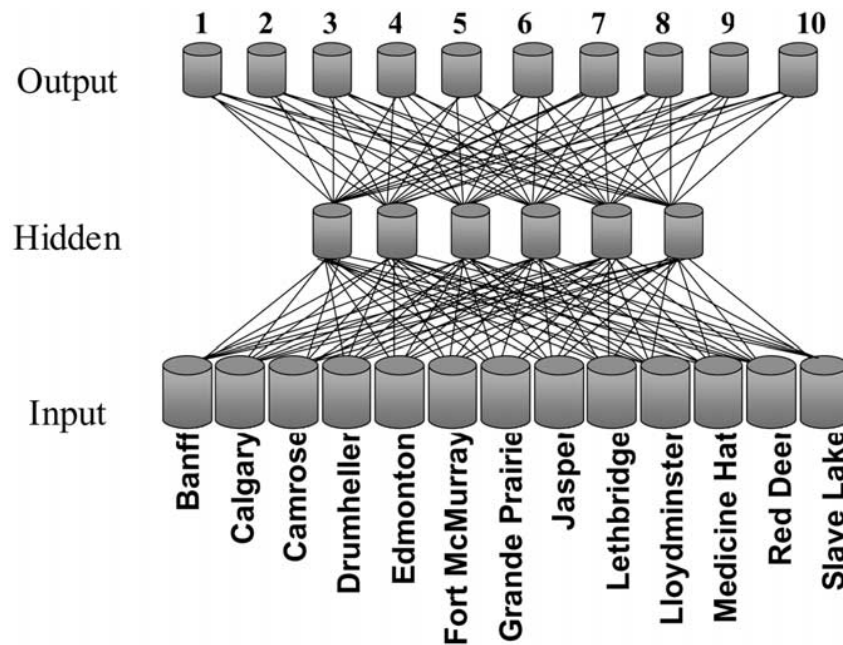 1 2 3 4 5 6 7 8 9 10
Output
Hidden
Input
Banff
Calgary
Camrose
Drumheller
Edmonton
Fort McMurray
Grande Prairie
Jasper
Lethbridge
Lloydminster
Medicine Hat
Red Deer
Slave Lake